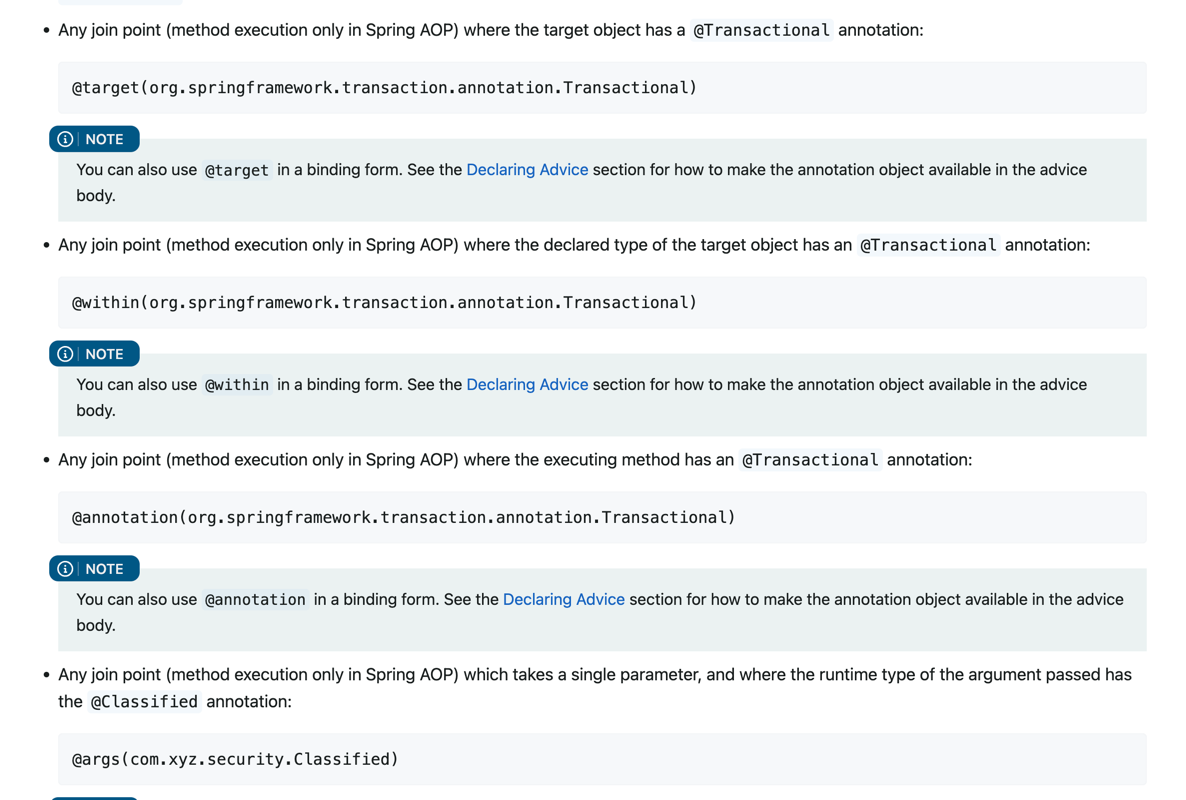 • Any join point (method execution only in Spring AOP) where the target object has a @Transactional annotation:
@target(org.springframework.transaction.annotation.Transactional)
NOTE
You can also use @target in a binding form. See the Declaring Advice section for how to make the annotation object available in the advice
body.
• Any join point (method execution only in Spring AOP) where the declared type of the target object has an @Transactional annotation:
@within(org.springframework.transaction.annotation.Transactional)
NOTE
You can also use @within in a binding form. See the Declaring Advice section for how to make the annotation object available in the advice
body.
• Any join point (method execution only in Spring AOP) where the executing method has an @Transactional annotation:
@annotation(org.springframework.transaction.annotation.Transactional)
NOTE
You can also use @annotation in a binding form. See the Declaring Advice section for how to make the annotation object available in the advice
body.
• Any join point (method execution only in Spring AOP) which takes a single parameter, and where the runtime type of the argument passed has
the @Classified annotation:
@args(com.xyz.security.Classified)